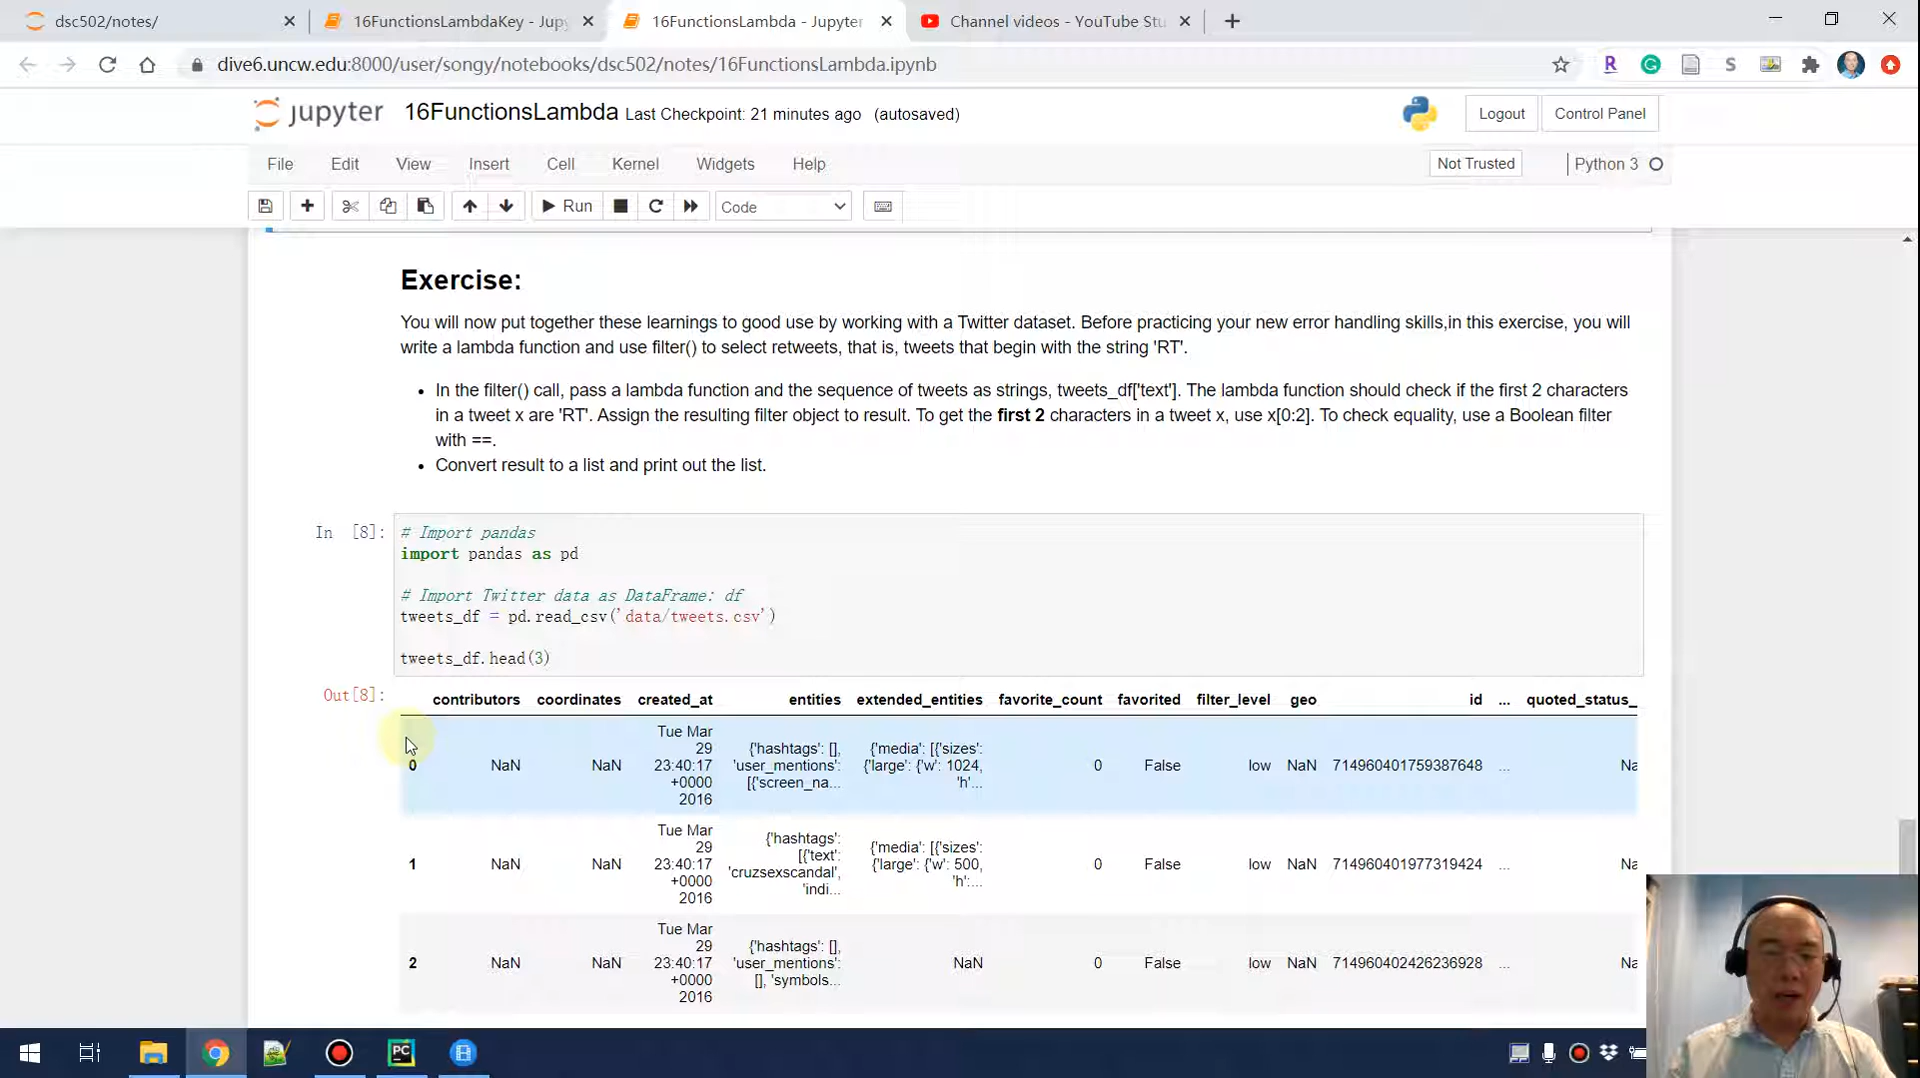 dsc502/notes/
16FunctionsLambdaKey - Jup
16FunctionsLambda - Jupyter
Channel videos - YouTube Stu
dive6.uncw.edu:8000/user/songy/notebooks/dsc502/notes/16FunctionsLambda.ipynb
jupyter 16FunctionsLambda Last Checkpoint: 21 minutes ago (autosaved)
Logout Control Panel
File Edit View Insert Cell Kernel Widgets Help
Not Trusted Python 3
Run Code
Exercise:
You will now put together these learnings to good use by working with a Twitter dataset. Before practicing your new error handling skills,in this exercise, you will
write a lambda function and use filter() to select retweets, that is, tweets that begin with the string 'RT'.
• In the filter() call, pass a lambda function and the sequence of tweets as strings, tweets_df['text']. The lambda function should check if the first 2 characters
in a tweet x are 'RT'. Assign the resulting filter object to result. To get the first 2 characters in a tweet x, use x[0:2]. To check equality, use a Boolean filter
with ==.
• Convert result to a list and print out the list.
In [8]:
# Import pandas
import pandas as pd
# Import Twitter data as DataFrame: df
tweets_df = pd.read_csv('data/tweets.csv')
tweets_df.head(3)
Out[8]:
contributors coordinates created_at entities extended_entities favorite_count favorited filter_level geo id ... quoted_status_
Tue Mar
29 {'hashtags': [], {'media': [{'sizes':
0 NaN NaN 23:40:17 'user_mentions': {'large': {'w': 1024, 0 False low NaN 714960401759387648 ... Na
+0000 [{'screen_na... 'h'...
2016
Tue Mar {'hashtags':
29 [{'text': {'media': [{'sizes':
1 NaN NaN 23:40:17 'cruzsexscandal', {'large': {'w': 500, 0 False low NaN 714960401977319424 ... Na
+0000 'indi... 'h':...
2016
Tue Mar
29 {'hashtags': [],
2 NaN NaN 23:40:17 'user_mentions': NaN 0 False low NaN 714960402426236928 ... Na
+0000 [], 'symbols...
2016